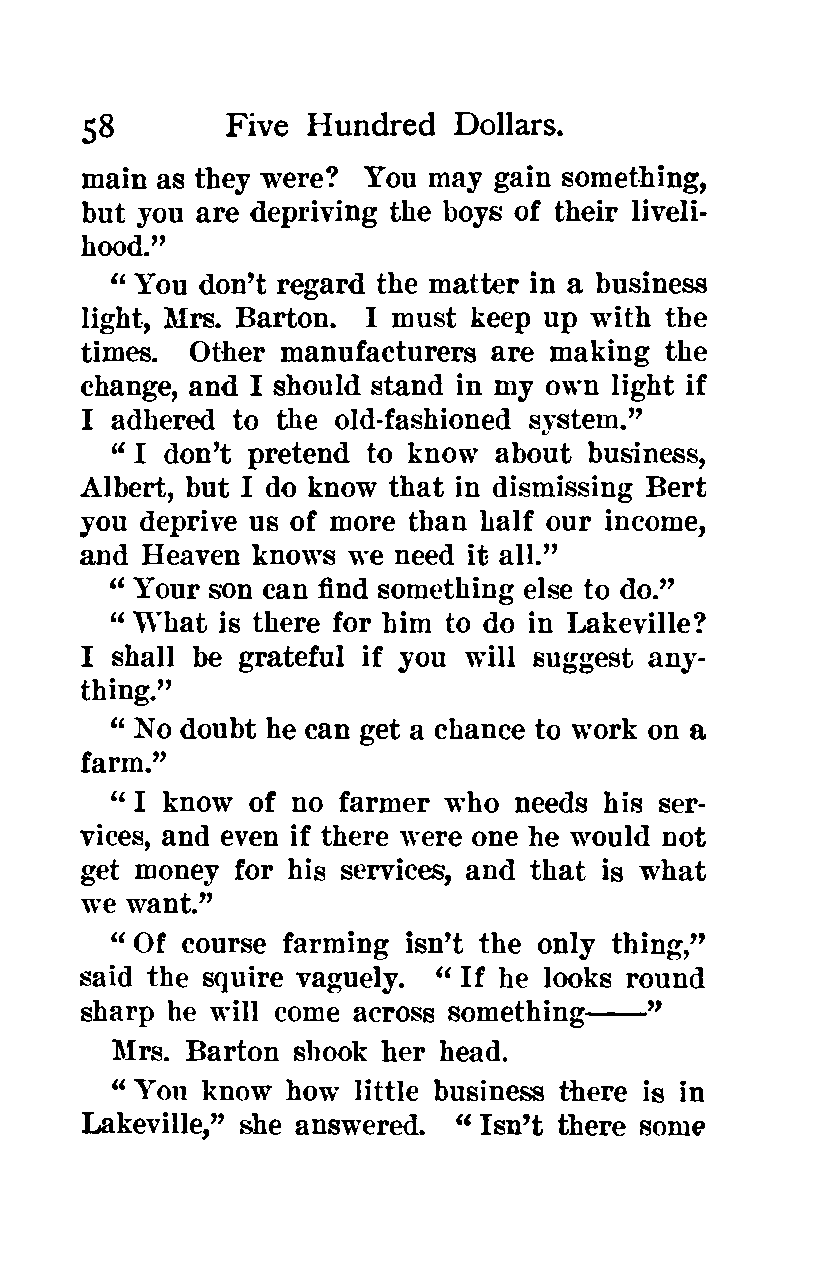 58 Five Hundred Dollars.
main as they were? You may gain something,
but you are depriving the boys of their liveli-
hood.”
“ You don’t regard the matter in a business
light, Mrs. Barton. I must keep up with the
times. Other manufacturers are making the
change, and I should stand in my own light if
I adhered to the old-fashioned system.”
“ I don’t pretend to know about business,
Albert, but I do know that in dismissing Bert
you deprive us of more than half our income,
and Heaven knows we need it all.”
“ Your son can find something else to do.”
“ What is there for him to do in Lakeville?
I shall be grateful if you will suggest any-
thing.”
“ No doubt he can get a chance to work on a
farm.”
“ I know of no farmer who needs his ser-
vices, and even if there were one he would not
get money for his services, and that is what
we want.”
“ Of course farming isn’t the only thing,”
said the squire vaguely. “ If he looks round
sharp he will come across something——”
Mrs. Barton shook her head.
“ You know how little business there is in
Lakeville,” she answered. “ Isn’t there some